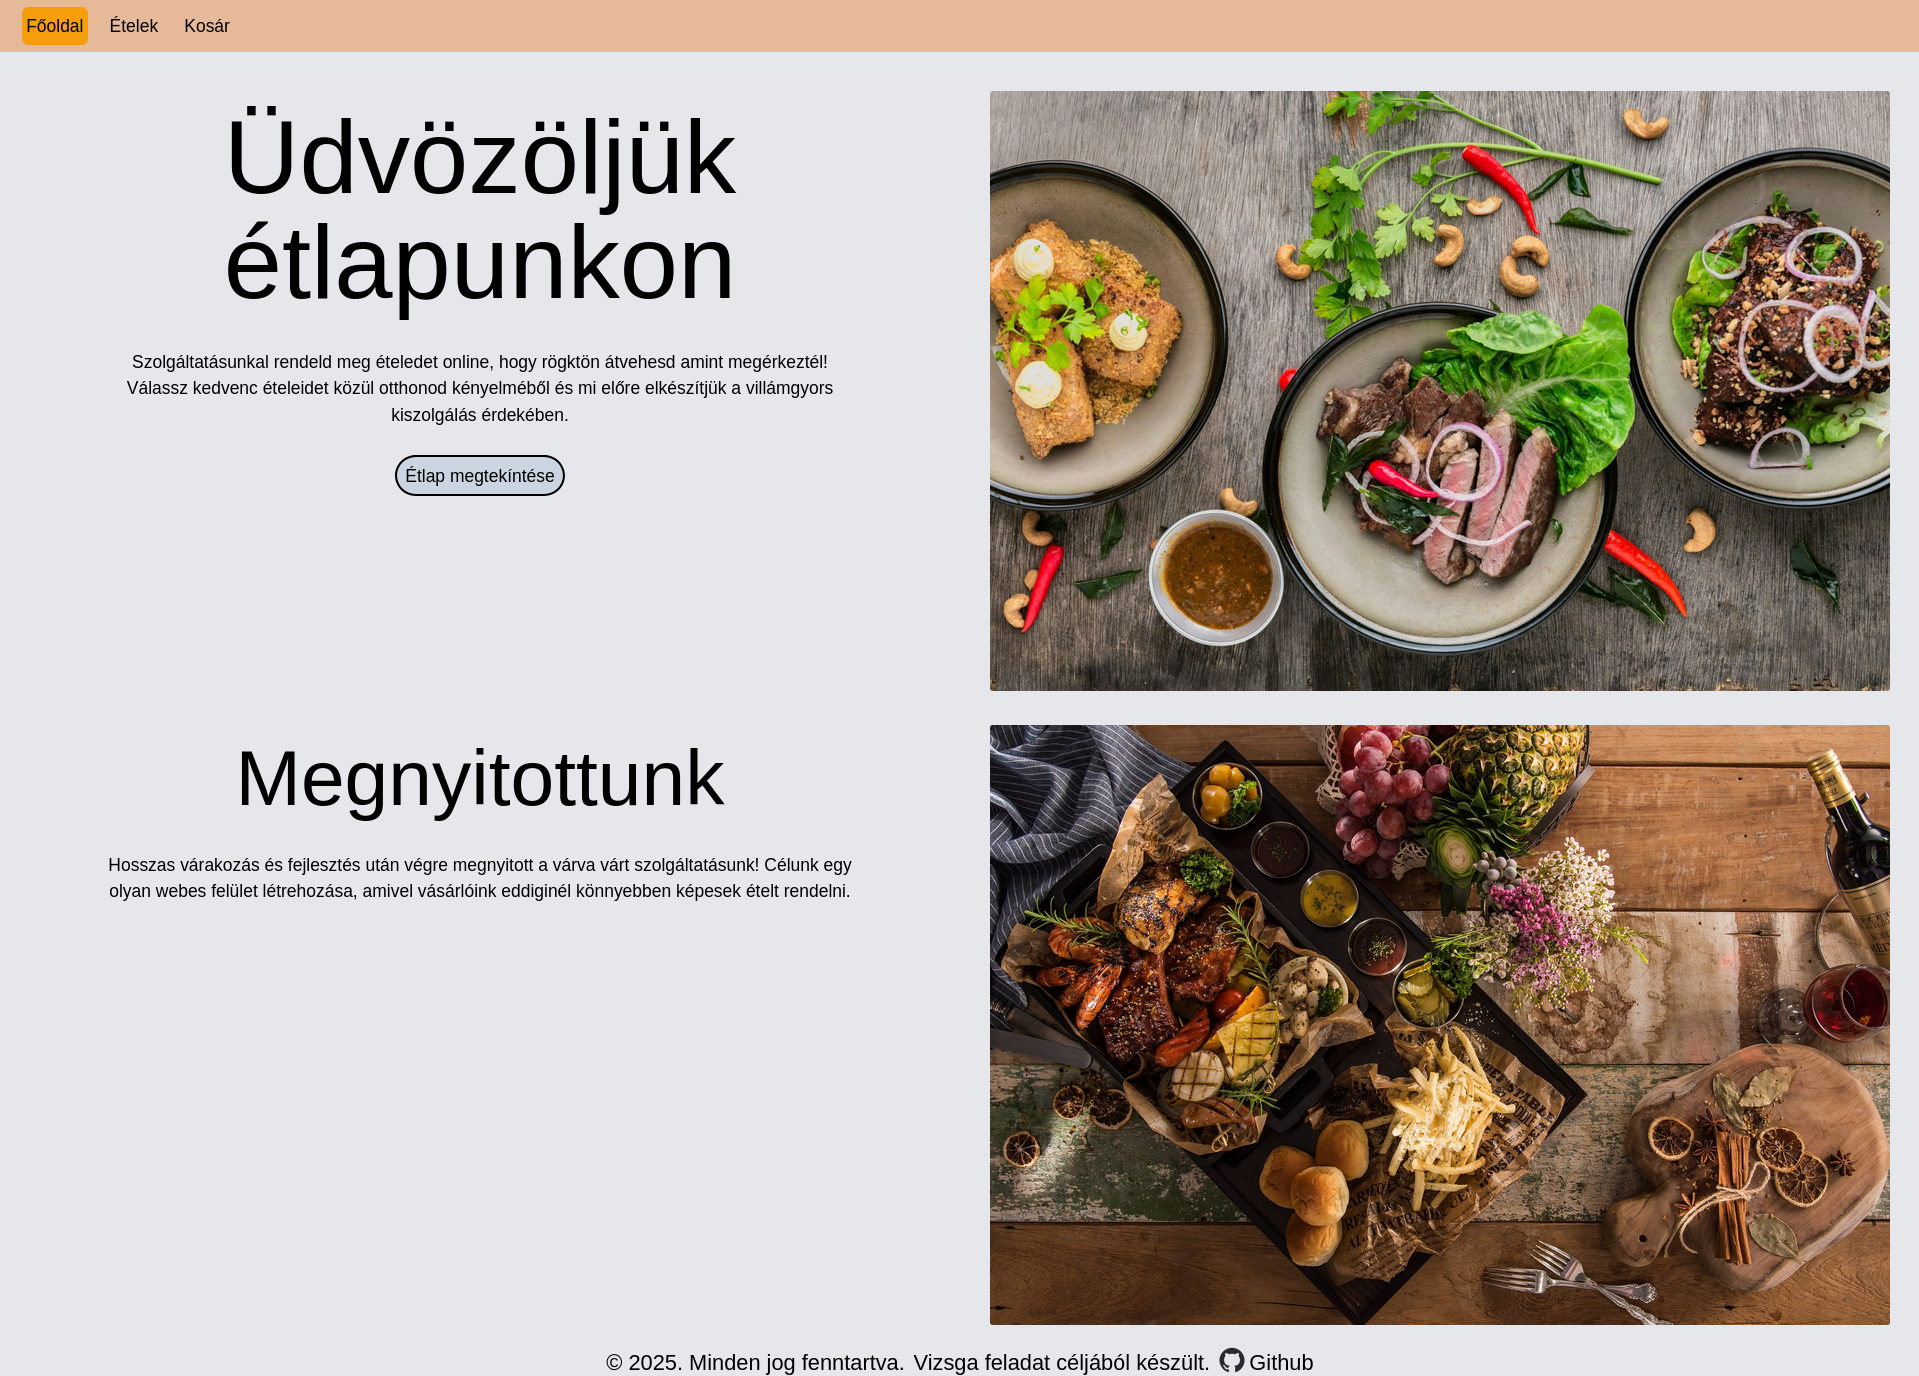 Főoldal Ételek Kosár
Üdvözöljük
étlapunkon
Szolgáltatásunkal rendeld meg ételedet online, hogy rögktön átvehesd amint megérkeztél!
Válassz kedvenc ételeidet közül otthonod kényelméből és mi előre elkészítjük a villámgyors
kiszolgálás érdekében.
Étlap megtekíntése
Megnyitottunk
Hosszas várakozás és fejlesztés után végre megnyitott a várva várt szolgáltatásunk! Célunk egy
olyan webes felület létrehozása, amivel vásárlóink eddiginél könnyebben képesek ételt rendelni.
© 2025. Minden jog fenntartva. Vizsga feladat céljából készült. Github